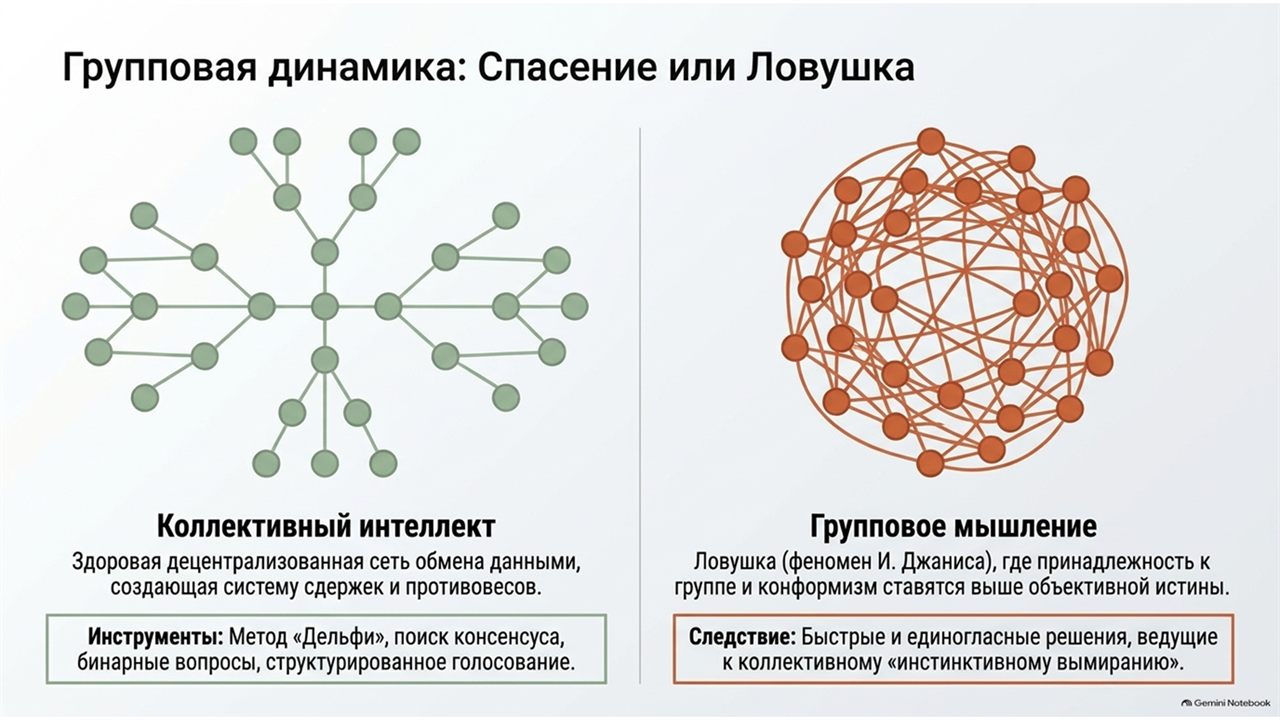 Групповая динамика: Спасение или Ловушка
Коллективный интеллект
Здоровая децентрализованная сеть обмена данными,
создающая систему сдержек и противовесов.
Инструменты: Метод «Дельфи», поиск консенсуса,
бинарные вопросы, структурированное голосование.
Групповое мышление
Ловушка (феномен И. Джаниса), где принадлежность к
группе и конформизм ставятся выше объективной истины.
Следствие: Быстрые и единогласные решения, ведущие
к коллективному «инстинктивному вымиранию».
Gemini Notebook